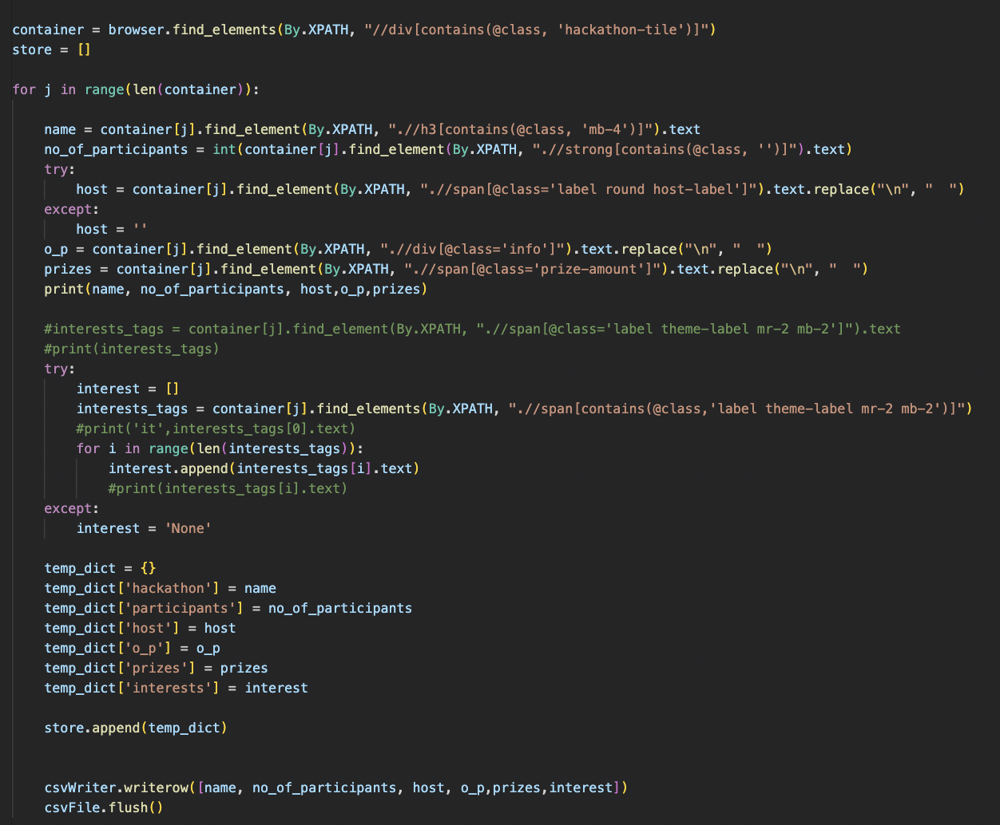 container = browser.find_elements(By.XPATH, "//div[contains(@class, 'hackathon-tile')]")
store = []
for j in range(len(container)):
    name = container[j].find_element(By.XPATH, ".//h3[contains(@class, 'mb-4')]").text
    no_of_participants = int(container[j].find_element(By.XPATH, ".//strong[contains(@class, '')]").text)
    try:
        host = container[j].find_element(By.XPATH, ".//span[@class='label round host-label']").text.replace("\n", "  ")
    except:
        host = ''
    o_p = container[j].find_element(By.XPATH, ".//div[@class='info']").text.replace("\n", "  ")
    prizes = container[j].find_element(By.XPATH, ".//span[@class='prize-amount']").text.replace("\n", "  ")
    print(name, no_of_participants, host,o_p,prizes)
    #interests_tags = container[j].find_element(By.XPATH, ".//span[@class='label theme-label mr-2 mb-2']").text
    #print(interests_tags)
    try:
        interest = []
        interests_tags = container[j].find_elements(By.XPATH, ".//span[contains(@class,'label theme-label mr-2 mb-2')]")
        #print('it',interests_tags[0].text)
        for i in range(len(interests_tags)):
            interest.append(interests_tags[i].text)
            #print(interests_tags[i].text)
    except:
        interest = 'None'
    temp_dict = {}
    temp_dict['hackathon'] = name
    temp_dict['participants'] = no_of_participants
    temp_dict['host'] = host
    temp_dict['o_p'] = o_p
    temp_dict['prizes'] = prizes
    temp_dict['interests'] = interest
    store.append(temp_dict)
    csvWriter.writerow([name, no_of_participants, host, o_p,prizes,interest])
    csvFile.flush()